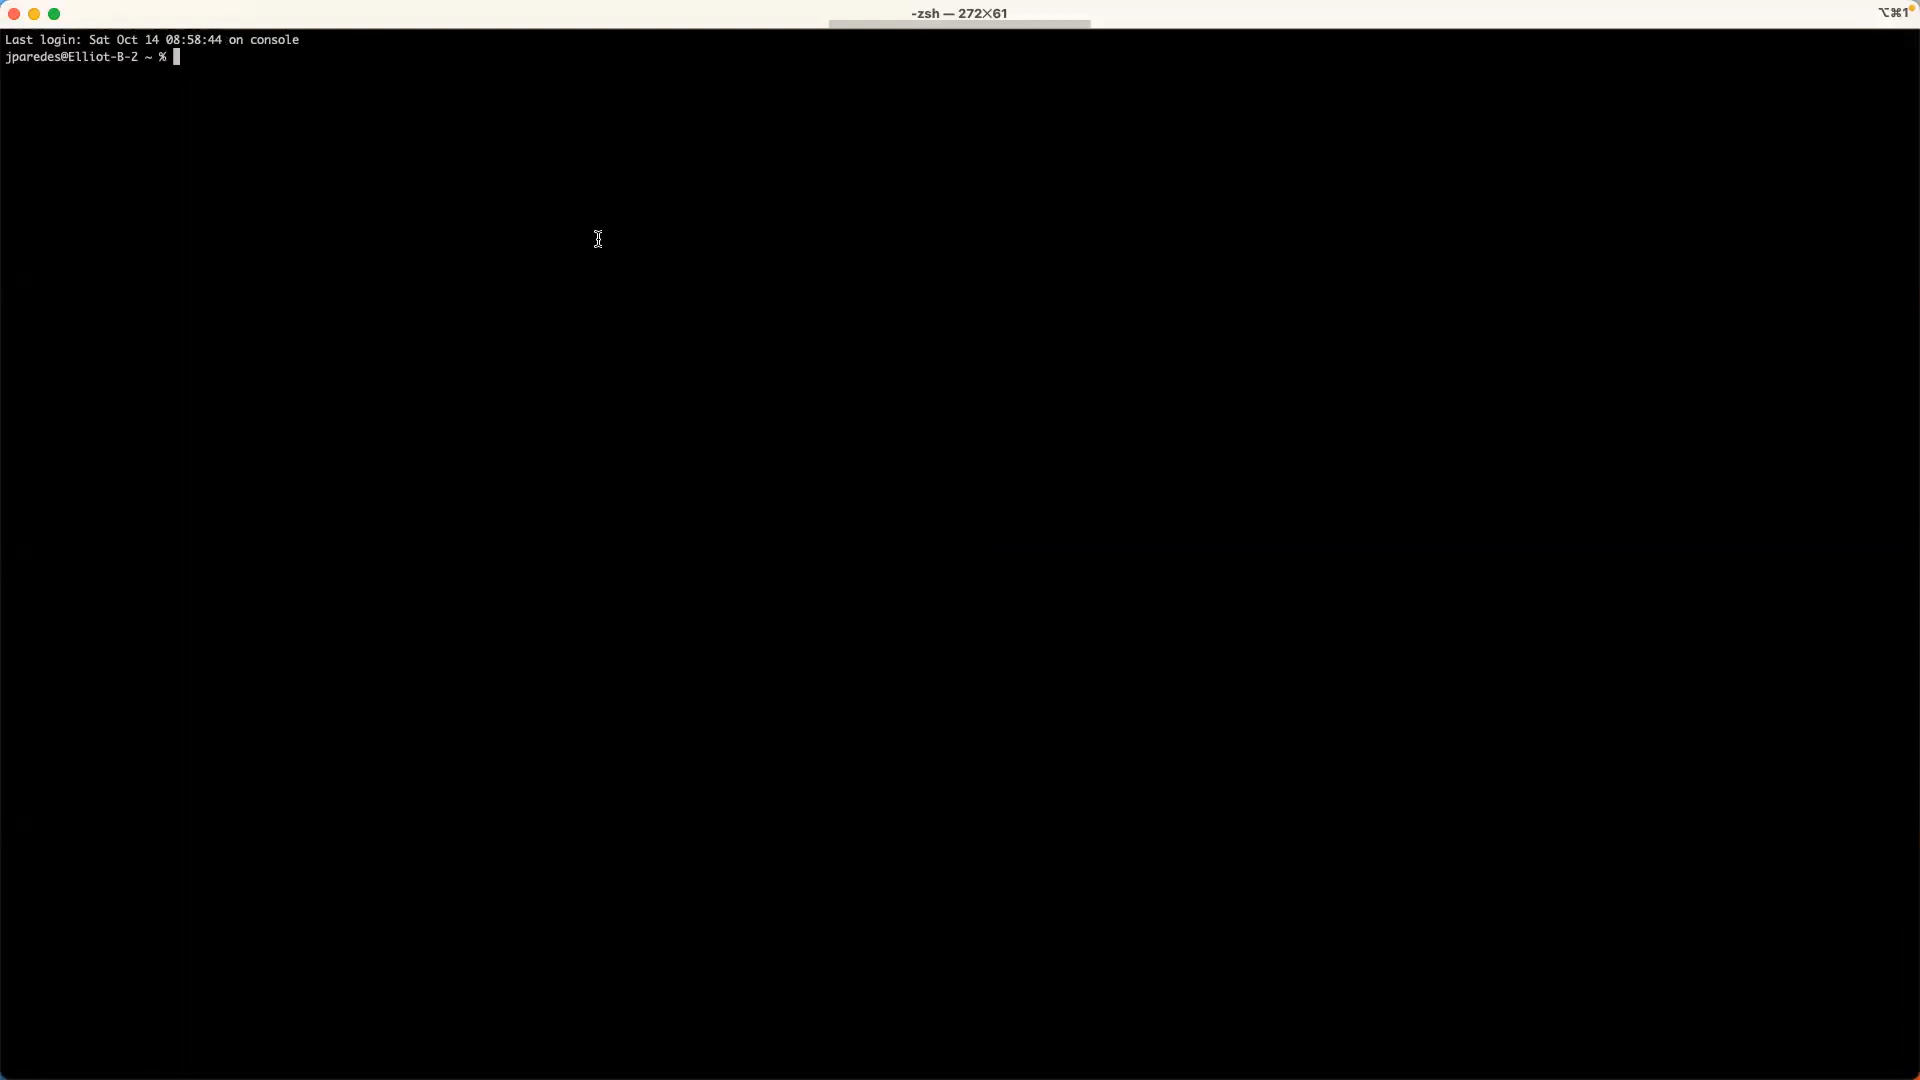 -zsh — 272×61
⌥⌘1
Last login: Sat Oct 14 08:58:44 on console
jparedes@Elliot-B-2 ~ %